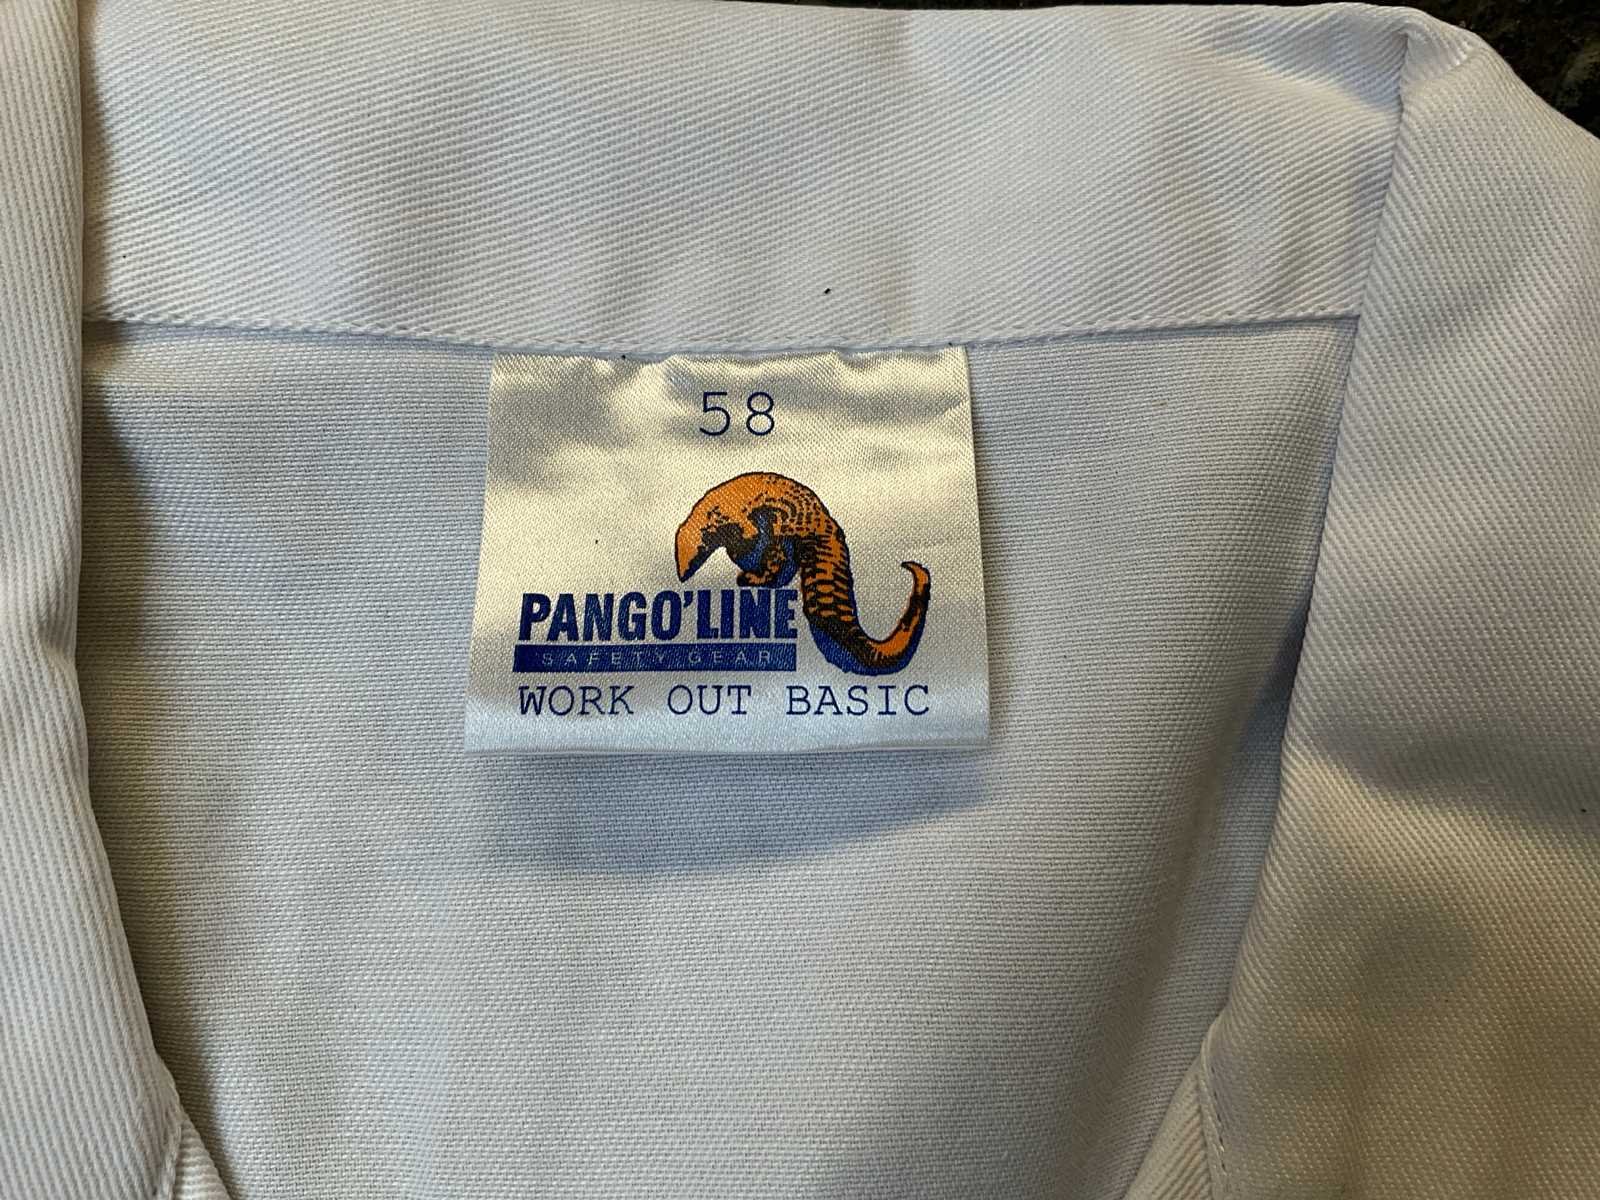 58
PANGO'LINE
SAFETY GEAR
WORK OUT BASIC